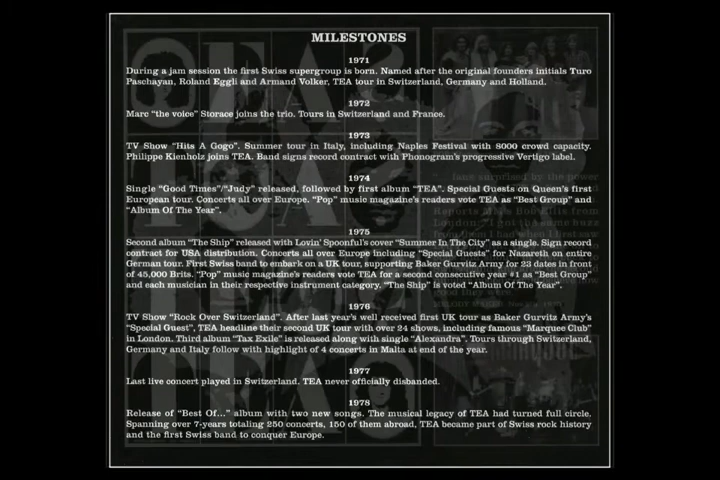 MILESTONES
1971
During a jam session the first Swiss supergroup is born. Named after the original founders initials Turo
Paschayan, Roland Eggli and Armand Volker, TEA tour in Switzerland, Germany and Holland.
1972
Marc "the voice" Storace joins the trio. Tours in Switzerland and France.
1973
TV Show "Hits A Gogo". Summer tour in Italy, including Naples Festival with 8000 crowd capacity.
Philippe Kienholz joins TEA. Band signs record contract with Phonogram's progressive Vertigo label.
1974
Single "Good Times"/"Judy" released, followed by first album "TEA". Special Guests on Queen's first
European tour. Concerts all over Europe. "Pop" music magazine's readers vote TEA as "Best Group" and
"Album Of The Year".
1975
Second album "The Ship" released with Lovin' Spoonful's cover "Summer In The City" as a single. Sign record
contract for USA distribution. Concerts all over Europe including "Special Guests" for Nazareth on entire
German tour. First Swiss band to embark on a UK tour, supporting Baker Gurvitz Army for 23 dates in front
of 45,000 Brits. "Pop" music magazine's readers vote TEA for a second consecutive year #1 as "Best Group"
and each musician in their respective instrument category. "The Ship" is voted "Album Of The Year".
1976
TV Show "Rock Over Switzerland". After last year's well received first UK tour as Baker Gurvitz Army's
"Special Guest", TEA headline their second UK tour with over 24 shows, including famous "Marquee Club"
in London. Third album "Tax Exile" is released along with single "Alexandra". Tours through Switzerland,
Germany and Italy follow with highlight of 4 concerts in Malta at end of the year.
1977
Last live concert played in Switzerland. TEA never officially disbanded.
1978
Release of "Best Of..." album with two new songs. The musical legacy of TEA had turned full circle.
Spanning over 7-years totaling 250 concerts, 150 of them abroad, TEA became part of Swiss rock history
and the first Swiss band to conquer Europe.
TEA
TEA
TEA